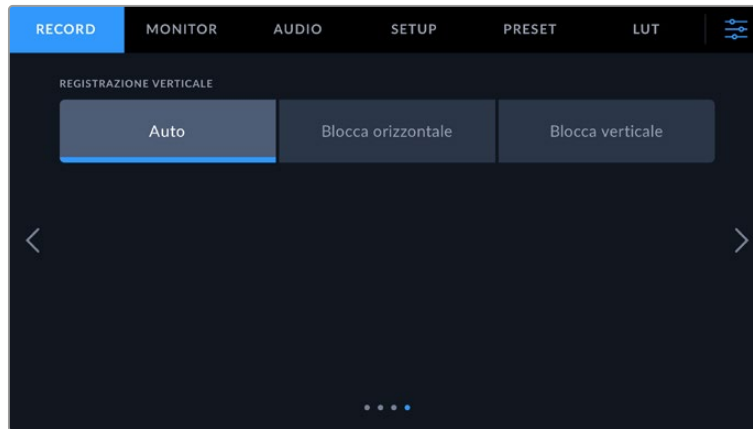 RECORD MONITOR AUDIO SETUP PRESET LUT
REGISTRAZIONE VERTICALE
Auto Blocca orizzontale Blocca verticale